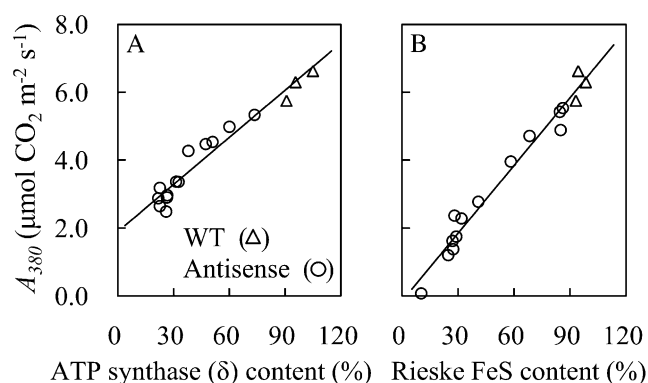 A B
8.0
6.0
4.0
2.0
0.0
A380 (µmol CO2 m-2 s-1)
WT (△)
Antisense (○)
0 30 60 90 120 0 30 60 90 120
ATP synthase (δ) content (%) Rieske FeS content (%)